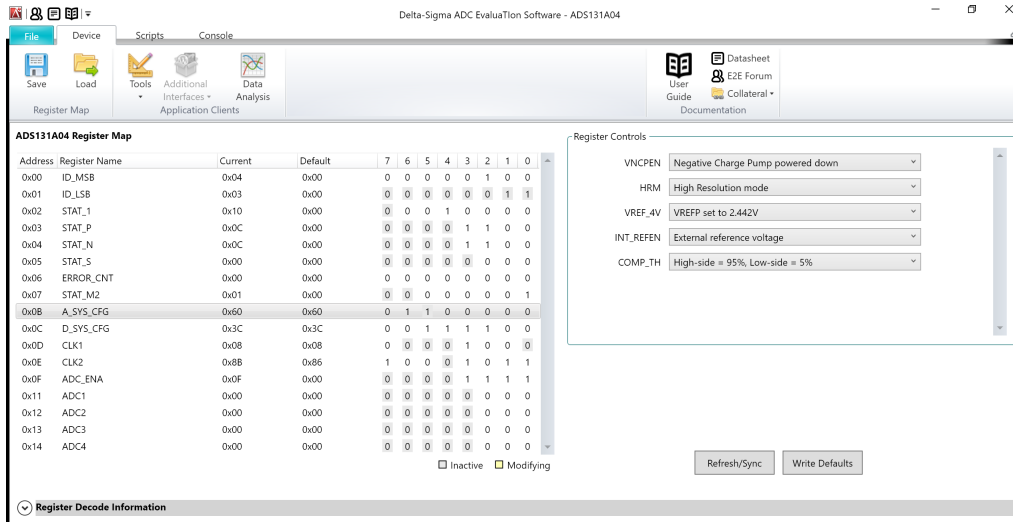 Delta-Sigma ADC EvaluaTIon Software - ADS131A04
File Device Scripts Console
Save Load Tools Additional Interfaces Data Analysis User Guide Datasheet
E2E Forum
Collateral
Register Map Application Clients Documentation
ADS131A04 Register Map
Address Register Name Current Default 7 6 5 4 3 2 1 0
0x00 ID_MSB 0x04 0x00 0 0 0 0 0 1 0 0
0x01 ID_LSB 0x03 0x00 0 0 0 0 0 0 1 1
0x02 STAT_1 0x10 0x00 0 0 0 1 0 0 0 0
0x03 STAT_P 0x0C 0x00 0 0 0 0 1 1 0 0
0x04 STAT_N 0x0C 0x00 0 0 0 0 1 1 0 0
0x05 STAT_S 0x00 0x00 0 0 0 0 0 0 0 0
0x06 ERROR_CNT 0x00 0x00 0 0 0 0 0 0 0 0
0x07 STAT_M2 0x01 0x00 0 0 0 0 0 0 0 1
0x0B A_SYS_CFG 0x60 0x60 0 1 1 0 0 0 0 0
0x0C D_SYS_CFG 0x3C 0x3C 0 0 1 1 1 1 0 0
0x0D CLK1 0x08 0x08 0 0 0 0 1 0 0 0
0x0E CLK2 0x8B 0x86 1 0 0 0 1 0 1 1
0x0F ADC_ENA 0x0F 0x00 0 0 0 0 1 1 1 1
0x11 ADC1 0x00 0x00 0 0 0 0 0 0 0 0
0x12 ADC2 0x00 0x00 0 0 0 0 0 0 0 0
0x13 ADC3 0x00 0x00 0 0 0 0 0 0 0 0
0x14 ADC4 0x00 0x00 0 0 0 0 0 0 0 0
Inactive Modifying
Register Controls
VNCPEN Negative Charge Pump powered down
HRM High Resolution mode
VREF_4V VREFP set to 2.442V
INT_REFEN External reference voltage
COMP_TH High-side = 95%, Low-side = 5%
Refresh/Sync Write Defaults
Register Decode Information